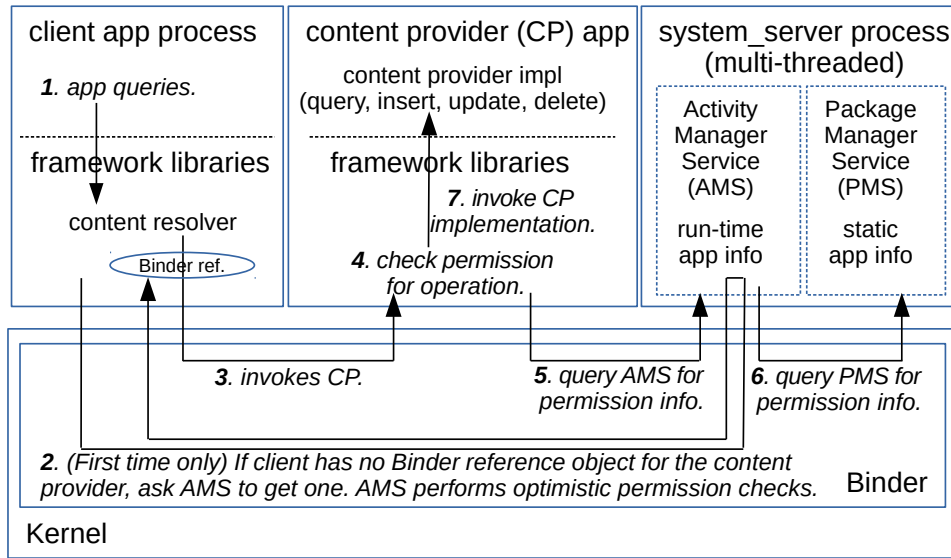 client app process
1. app queries.
framework libraries
content resolver
Binder ref.
content provider (CP) app
content provider impl
(query, insert, update, delete)
framework libraries
7. invoke CP
implementation.
4. check permission
for operation.
system_server process
(multi-threaded)
Activity
Manager
Service
(AMS)
run-time
app info
Package
Manager
Service
(PMS)
static
app info
3. invokes CP.
5. query AMS for
permission info.
6. query PMS for
permission info.
2. (First time only) If client has no Binder reference object for the content
provider, ask AMS to get one. AMS performs optimistic permission checks.
Binder
Kernel